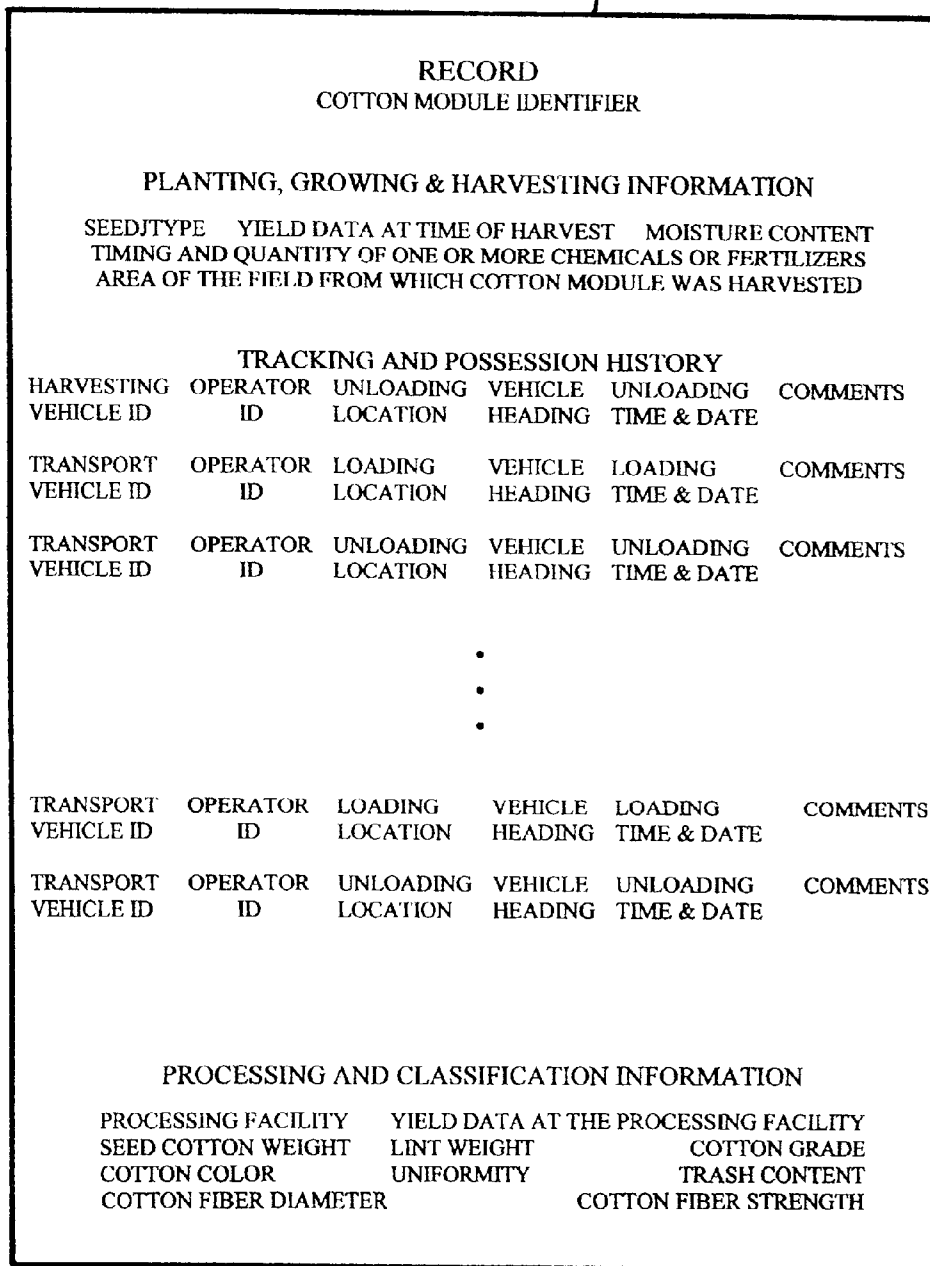 RECORD
COTTON MODULE IDENTIFIER
PLANTING, GROWING & HARVESTING INFORMATION
SEED/TYPE YIELD DATA AT TIME OF HARVEST MOISTURE CONTENT
TIMING AND QUANTITY OF ONE OR MORE CHEMICALS OR FERTILIZERS
AREA OF THE FIELD FROM WHICH COTTON MODULE WAS HARVESTED
TRACKING AND POSSESSION HISTORY
HARVESTING OPERATOR UNLOADING VEHICLE UNLOADING COMMENTS
VEHICLE ID ID LOCATION HEADING TIME & DATE
TRANSPORT OPERATOR LOADING VEHICLE LOADING COMMENTS
VEHICLE ID ID LOCATION HEADING TIME & DATE
TRANSPORT OPERATOR UNLOADING VEHICLE UNLOADING COMMENTS
VEHICLE ID ID LOCATION HEADING TIME & DATE
TRANSPORT OPERATOR LOADING VEHICLE LOADING COMMENTS
VEHICLE ID ID LOCATION HEADING TIME & DATE
TRANSPORT OPERATOR UNLOADING VEHICLE UNLOADING COMMENTS
VEHICLE ID ID LOCATION HEADING TIME & DATE
PROCESSING AND CLASSIFICATION INFORMATION
PROCESSING FACILITY YIELD DATA AT THE PROCESSING FACILITY
SEED COTTON WEIGHT LINT WEIGHT COTTON GRADE
COTTON COLOR UNIFORMITY TRASH CONTENT
COTTON FIBER DIAMETER COTTON FIBER STRENGTH